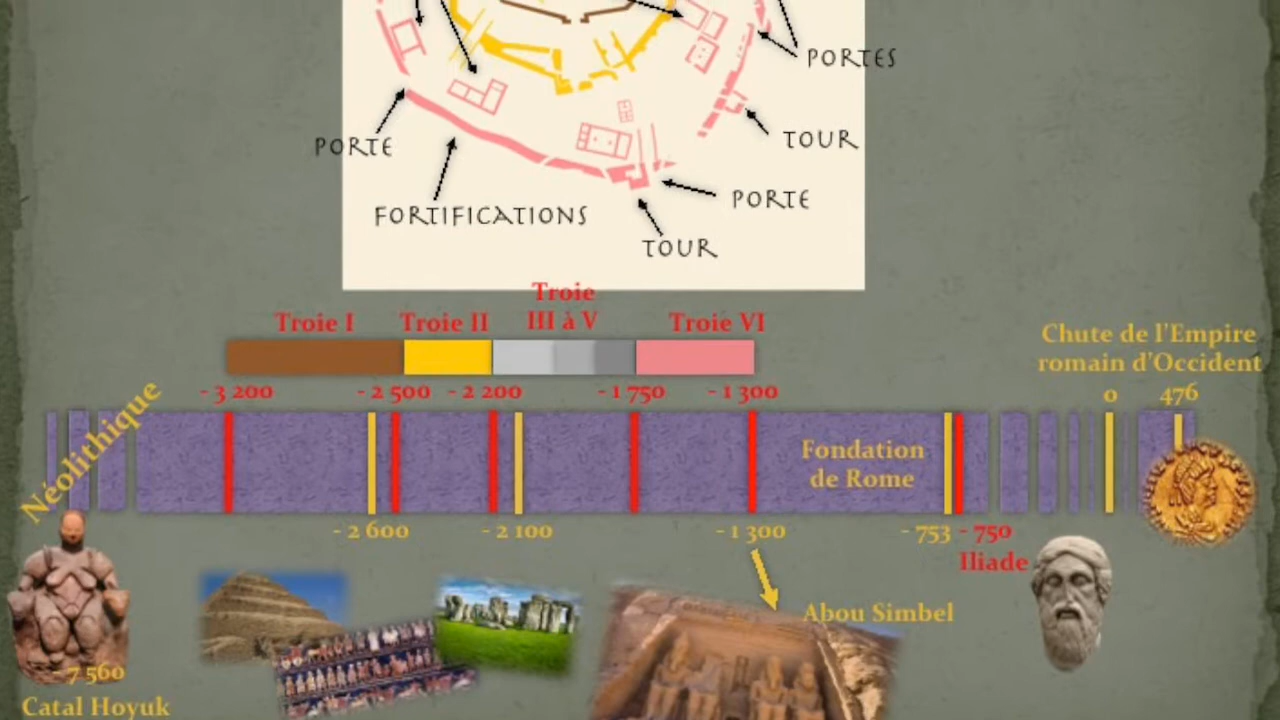 PORTES
PORTE
TOUR
PORTE
FORTIFICATIONS
TOUR
Troie I
Troie II
Troie
III à V
Troie VI
Chute de l'Empire
romain d'Occident
- 3 200
- 2 500
- 2 200
- 1 750
- 1 300
0
476
Néolithique
Fondation
de Rome
- 2 600
- 2 100
- 1 300
- 753
- 750
Iliade
Abou Simbel
- 7 560
Catal Hoyuk